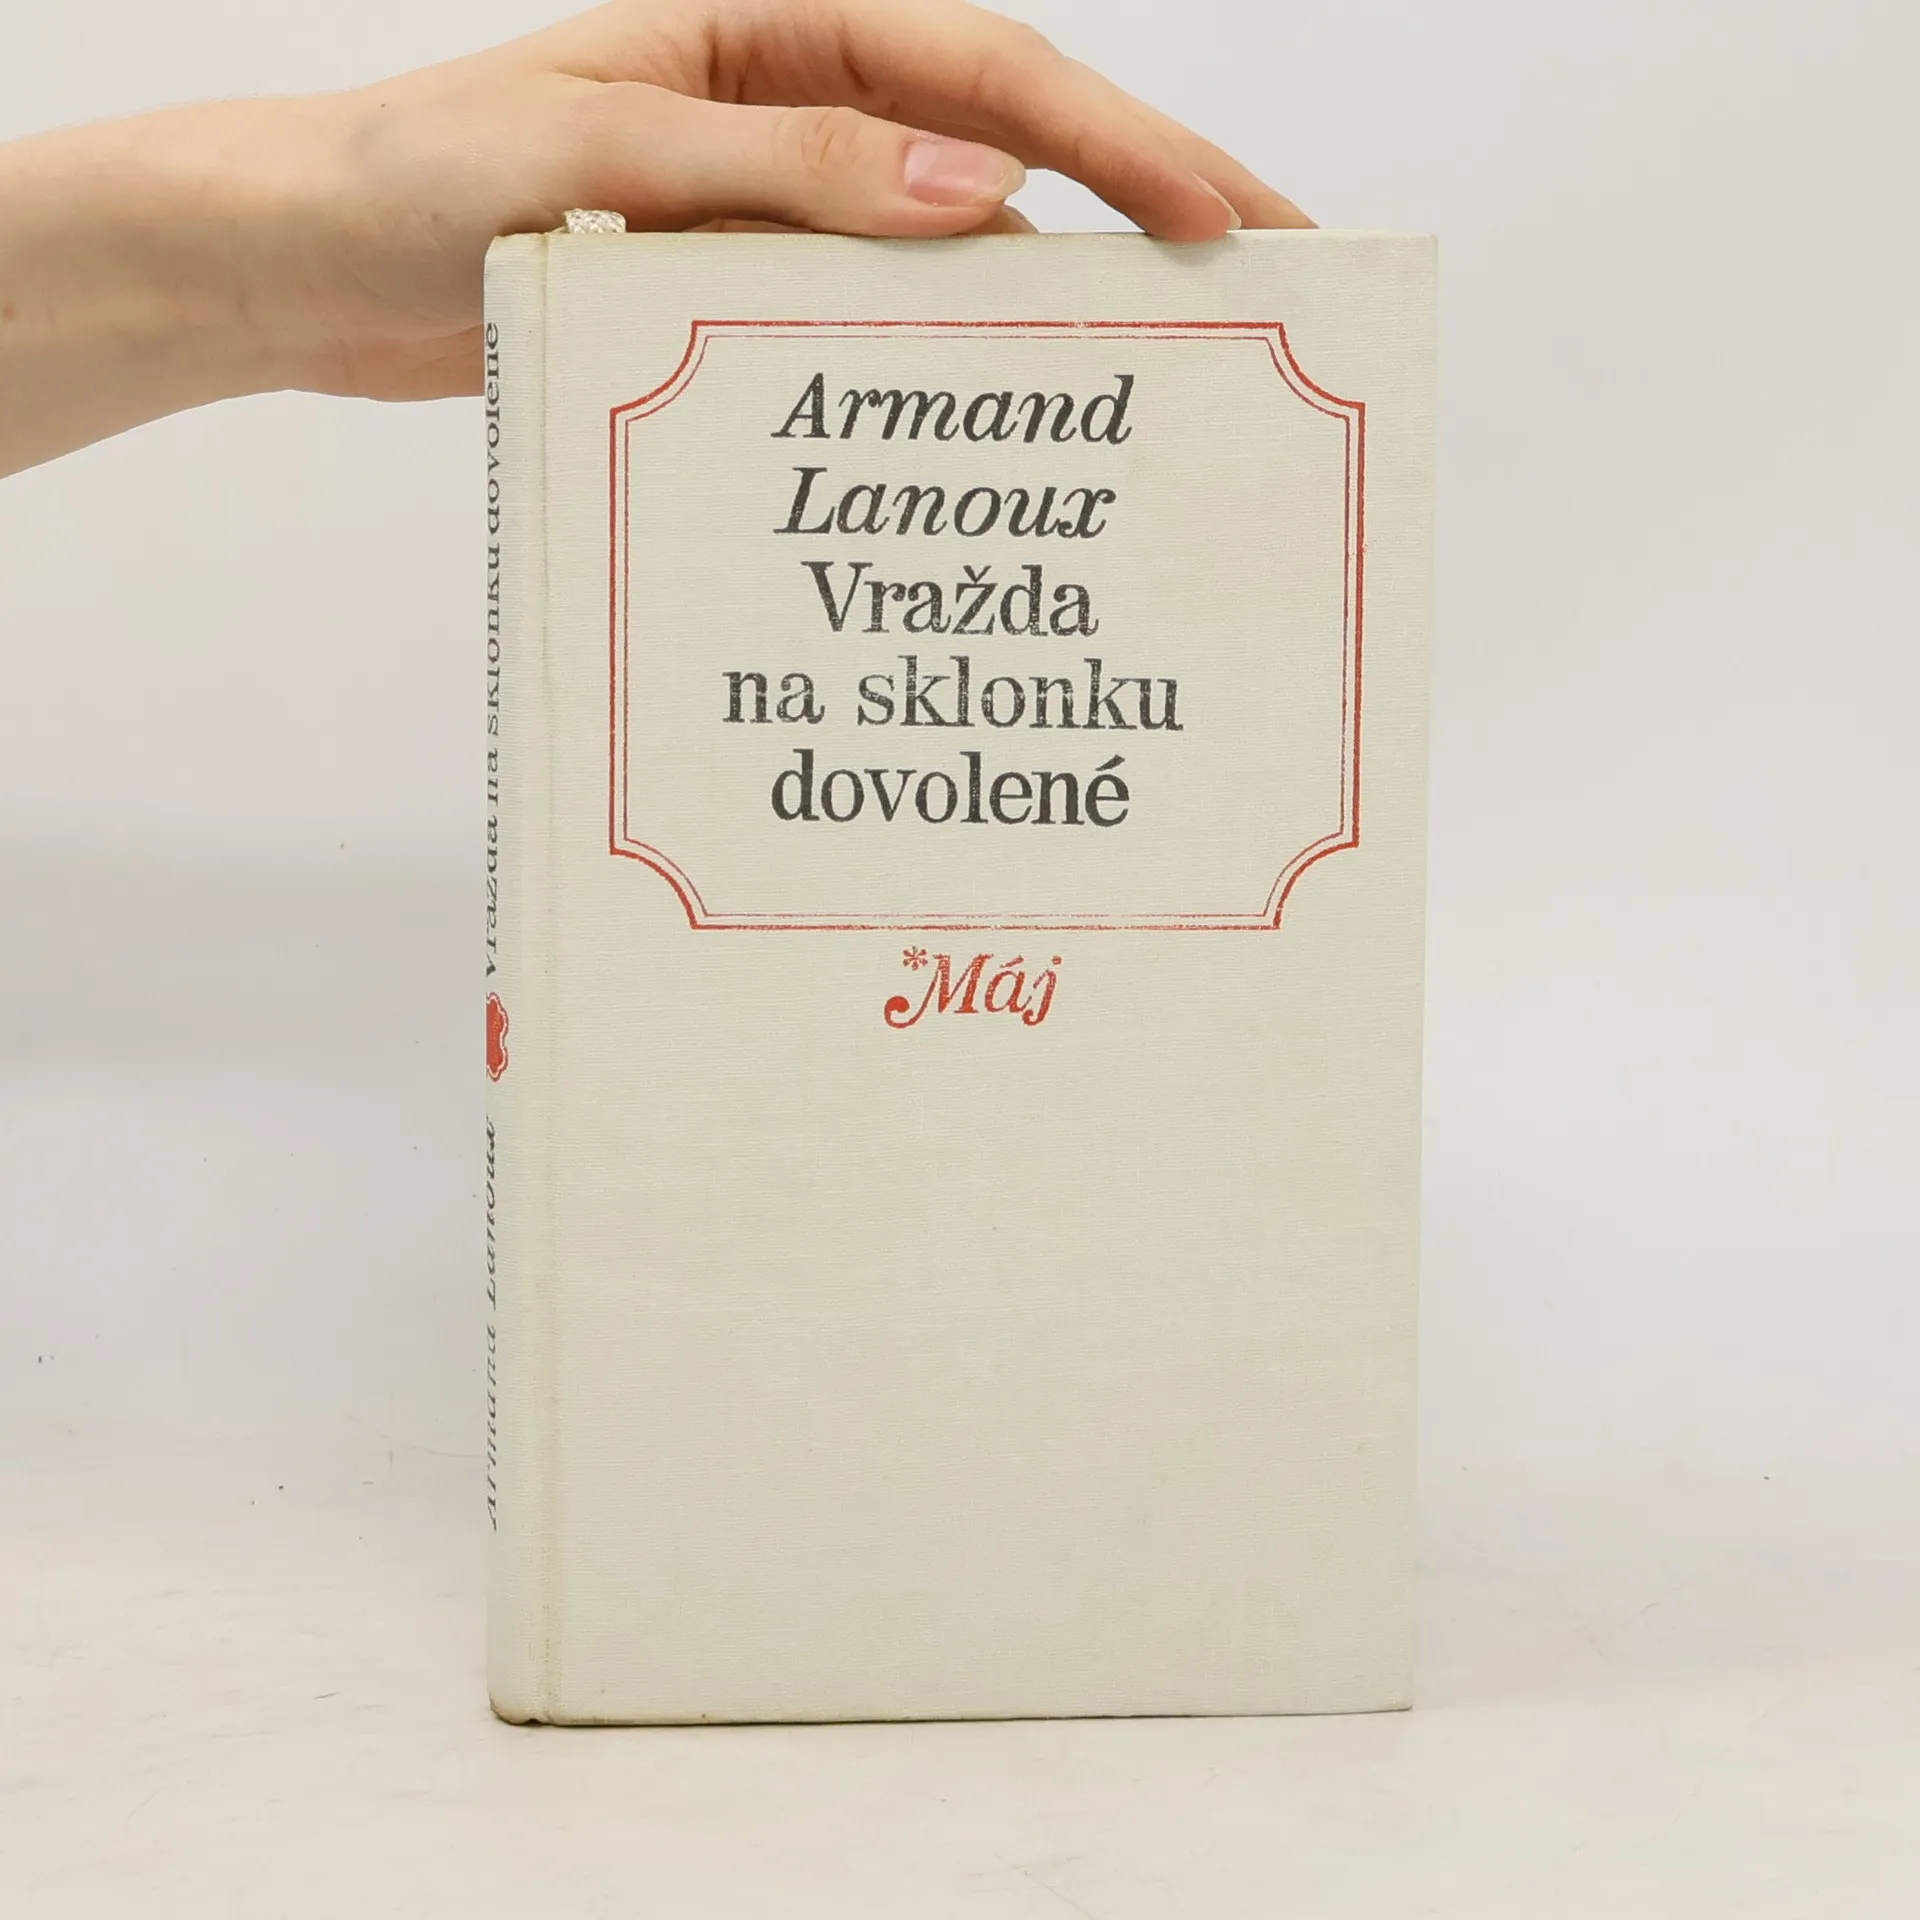 Armand
Lanoux
Vražda
na sklonku
dovolené
*Máj
Armand Lanoux Vražda na sklonku dovolené